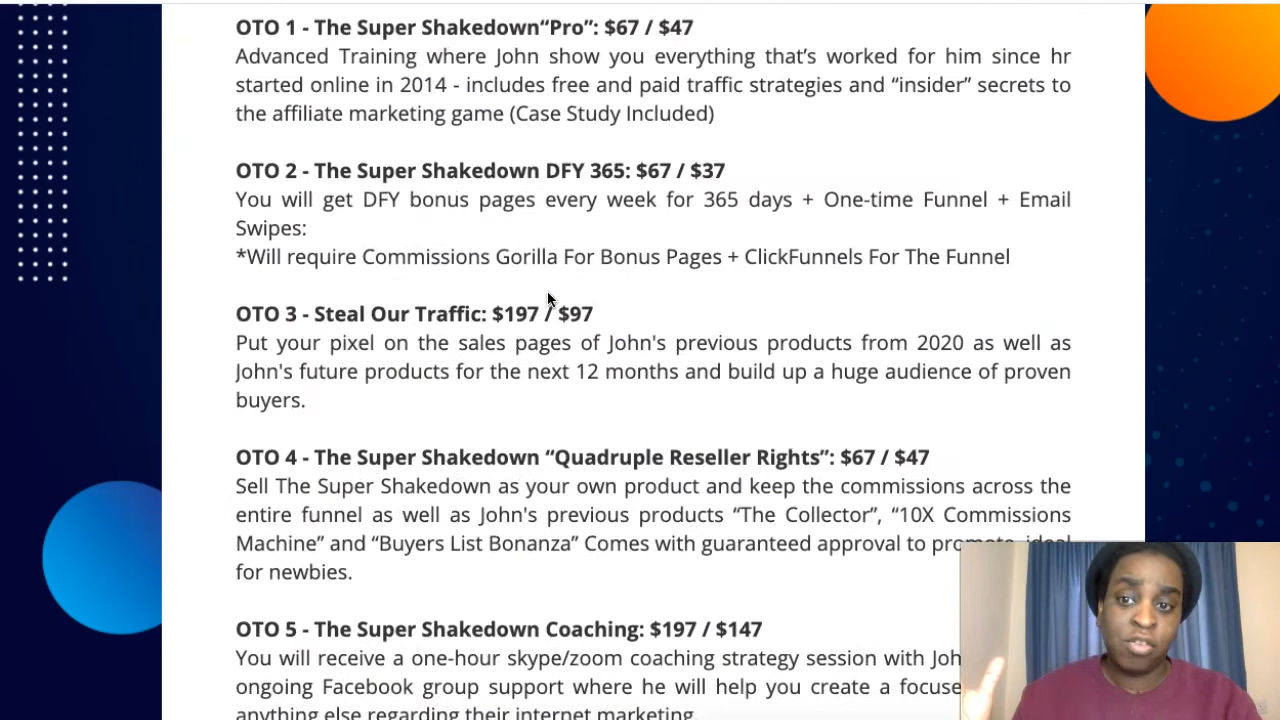 OTO 1 - The Super Shakedown“Pro”: $67 / $47
Advanced Training where John show you everything that’s worked for him since hr
started online in 2014 - includes free and paid traffic strategies and “insider” secrets to
the affiliate marketing game (Case Study Included)
OTO 2 - The Super Shakedown DFY 365: $67 / $37
You will get DFY bonus pages every week for 365 days + One-time Funnel + Email
Swipes:
*Will require Commissions Gorilla For Bonus Pages + ClickFunnels For The Funnel
OTO 3 - Steal Our Traffic: $197 / $97
Put your pixel on the sales pages of John's previous products from 2020 as well as
John's future products for the next 12 months and build up a huge audience of proven
buyers.
OTO 4 - The Super Shakedown “Quadruple Reseller Rights”: $67 / $47
Sell The Super Shakedown as your own product and keep the commissions across the
entire funnel as well as John's previous products “The Collector”, “10X Commissions
Machine” and “Buyers List Bonanza” Comes with guaranteed approval to
for newbies.
OTO 5 - The Super Shakedown Coaching: $197 / $147
You will receive a one-hour skype/zoom coaching strategy session with
ongoing Facebook group support where he will help you create a
anything else regarding their internet marketing.